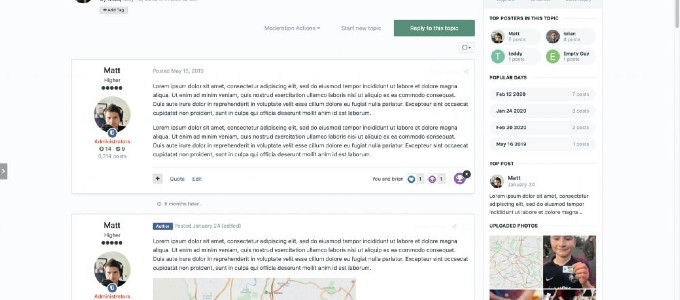 Add Tag
Moderation Actions
Start new topic
Reply to this topic
Matt
Higher
Administrators
14 9
posts
Posted May 15, 2019
Lorem ipsum dolor sit amet, consectetur adipiscing elit, sed do tempor incididunt ut labore et dolore magna
aliqua. Ut enim ad minim veniam, quis nostrud exercitation ullamco laboris nisi ut aliquip ex ea commodo consequat.
Duis aute irure dolor in reprehenderit in voluptate velit esse cillum dolore eu fugiat nulla pariatur. Excepteur sint occaecat
cupidatat non proident, sunt in culpa qui officia deserunt mollit anim id est laborum.
Lorem ipsum dolor sit amet, consectetur adipiscing elit, sed do tempor incididunt ut labore et dolore magna
aliqua. Ut enim ad minim veniam, quis nostrud exercitation ullamco laboris nisi ut aliquip ex ea commodo consequat.
Duis aute irure dolor in reprehenderit in voluptate velit esse cillum dolore eu fugiat nulla pariatur. Excepteur sint occaecat
cupidatat non proident, sunt in culpa qui officia deserunt mollit anim id est laborum.
+ Quote Edit
You and brian 1 1
8 months later...
Matt
Higher
Administrators
Author Posted January 24 (edited)
Lorem ipsum dolor sit amet, consectetur adipiscing elit, sed do tempor incididunt ut labore et dolore magna
aliqua. Ut enim ad minim veniam, quis nostrud exercitation ullamco laboris nisi ut aliquip ex ea commodo consequat.
Duis aute irure dolor in reprehenderit in voluptate velit esse cillum dolore eu fugiat nulla pariatur. Excepteur sint occaecat
cupidatat non proident, sunt in culpa qui officia deserunt mollit anim id est laborum.
TOP POSTERS IN THIS TOPIC
Matt
posts
brian
posts
teddy
1 posts
Empty Guy
1 posts
POPULAR DAYS
Feb 12 2020
7 posts
Jan 24 2020
posts
Feb 20 2020
posts
May 15 2019
1 posts
TOP POST
Matt
January 24
Lorem ipsum dolor sit amet, consectetur
adipiscing elit, sed do eiusmod tempor
incididunt ut labore et dolore magna...
UPLOADED PHOTOS